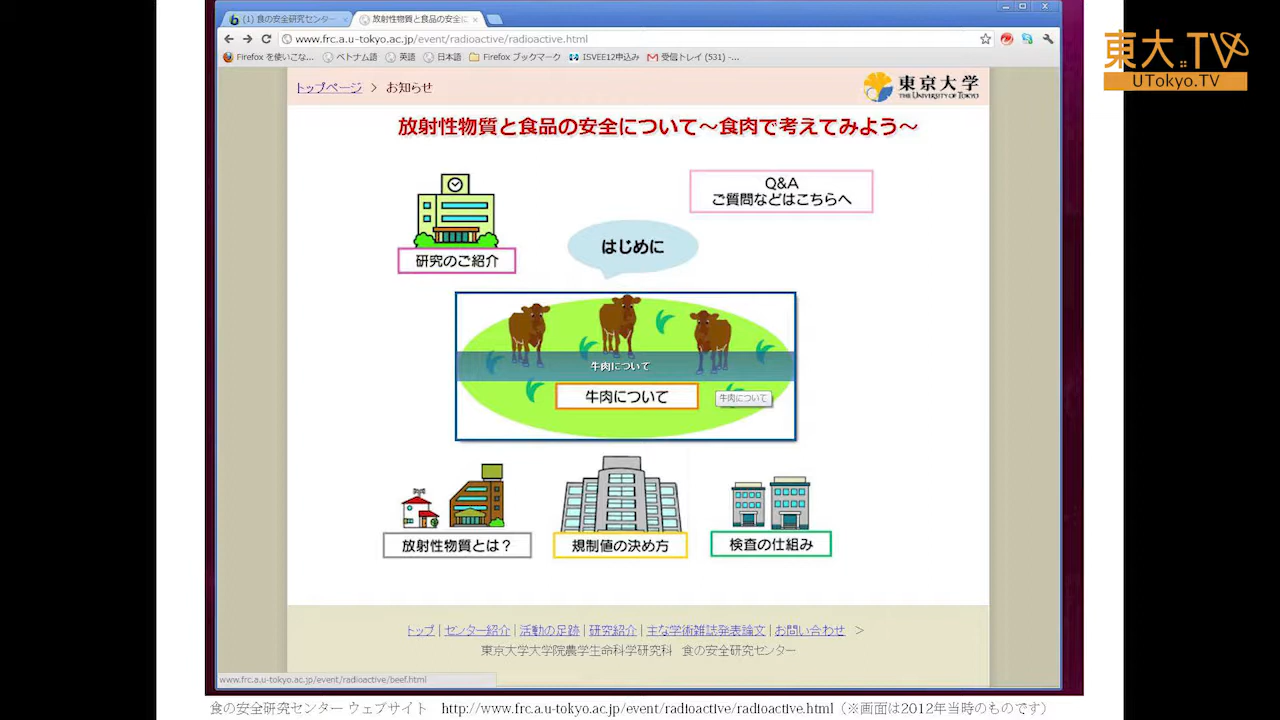 (1) 食の安全研究センター
放射性物質と食品の安全に
www.frc.a.u-tokyo.ac.jp/event/radioactive/radioactive.html
Firefox を使いこな...
ベトナム語
英語
日本語
Firefox ブックマーク
ISVEE12申込み
受信トレイ (531) -...
東大.TV
UTokyo.TV
トップページ > お知らせ
東京大学
THE UNIVERSITY OF TOKYO
放射性物質と食品の安全について～食肉で考えてみよう～
Q&A
ご質問などはこちらへ
はじめに
研究のご紹介
牛肉について
牛肉について
牛肉について
放射性物質とは？
規制値の決め方
検査の仕組み
トップ | センター紹介 | 活動の足跡 | 研究紹介 | 主な学術雑誌発表論文 | お問い合わせ >
東京大学大学院農学生命科学研究科 食の安全研究センター
www.frc.a.u-tokyo.ac.jp/event/radioactive/beef.html
食の安全研究センター ウェブサイト http://www.frc.a.u-tokyo.ac.jp/event/radioactive/radioactive.html（※画面は2012年当時のものです）